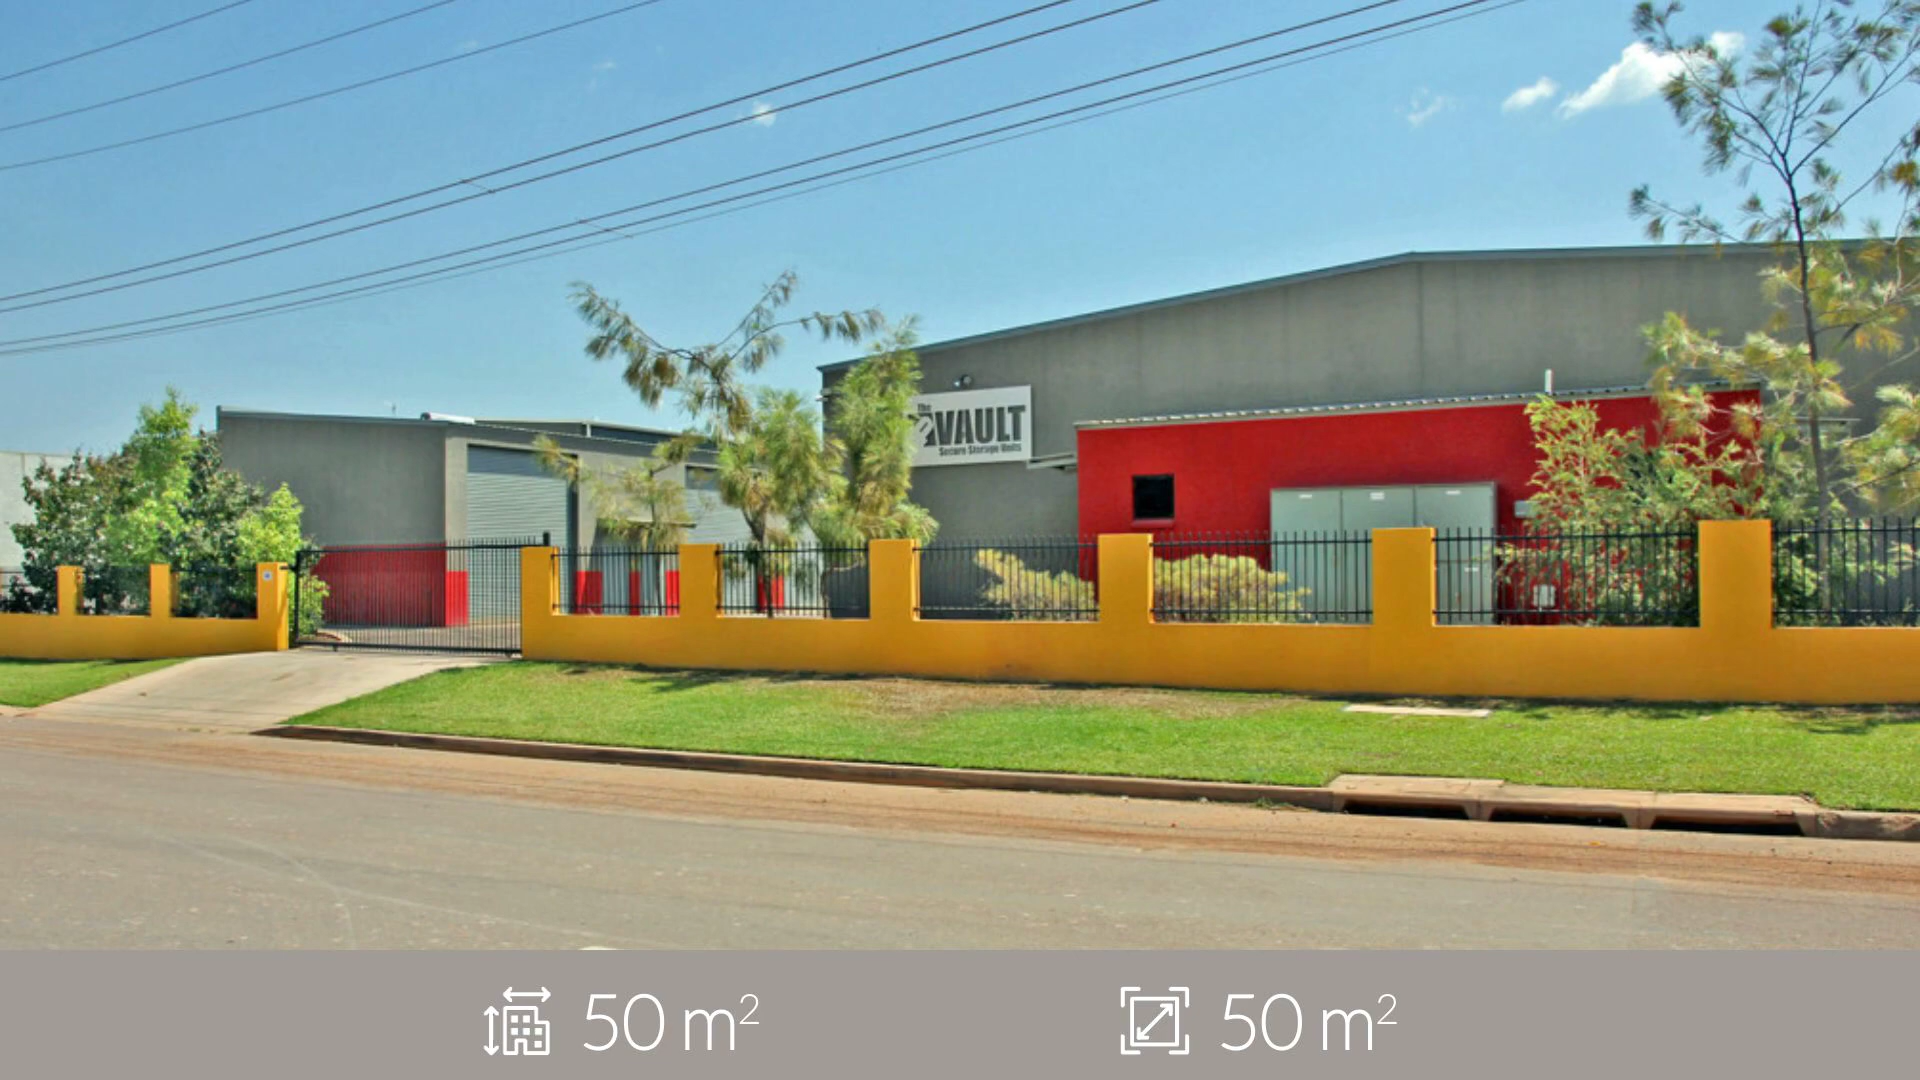 The
VAULT
Secure Storage Units
50 m²
50 m²